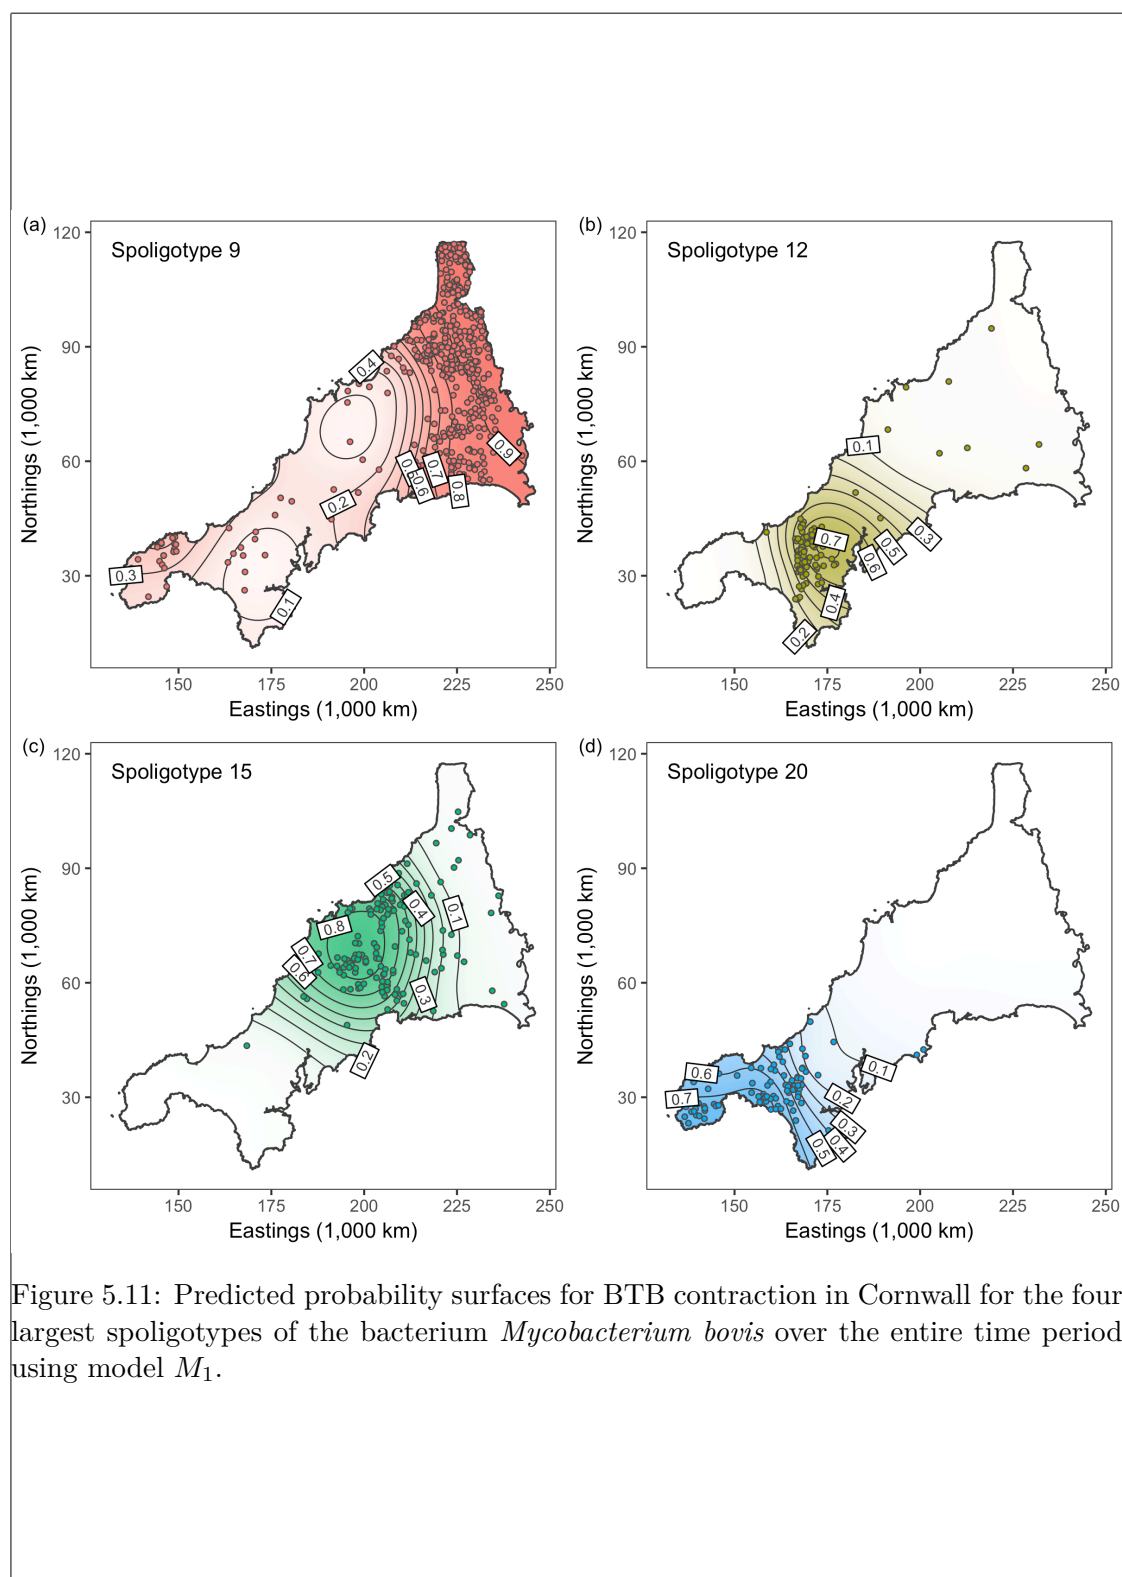 (a)
Spoligotype 9
120
90
60
30
Northings (1,000 km)
0.4
0.9
0.5
0.6
0.7
0.8
0.2
0.3
0.1
150 175 200 225 250
Eastings (1,000 km)
(b)
Spoligotype 12
120
90
60
30
Northings (1,000 km)
0.1
0.7
0.3
0.5
0.6
0.4
0.2
150 175 200 225 250
Eastings (1,000 km)
(c)
Spoligotype 15
120
90
60
30
Northings (1,000 km)
0.5
0.4
0.1
0.8
0.7
0.6
0.3
0.2
150 175 200 225 250
Eastings (1,000 km)
(d)
Spoligotype 20
120
90
60
30
Northings (1,000 km)
0.6
0.7
0.1
0.2
0.3
0.4
0.5
150 175 200 225 250
Eastings (1,000 km)
Figure 5.11: Predicted probability surfaces for BTB contraction in Cornwall for the four
largest spoligotypes of the bacterium Mycobacterium bovis over the entire time period
using model M1.